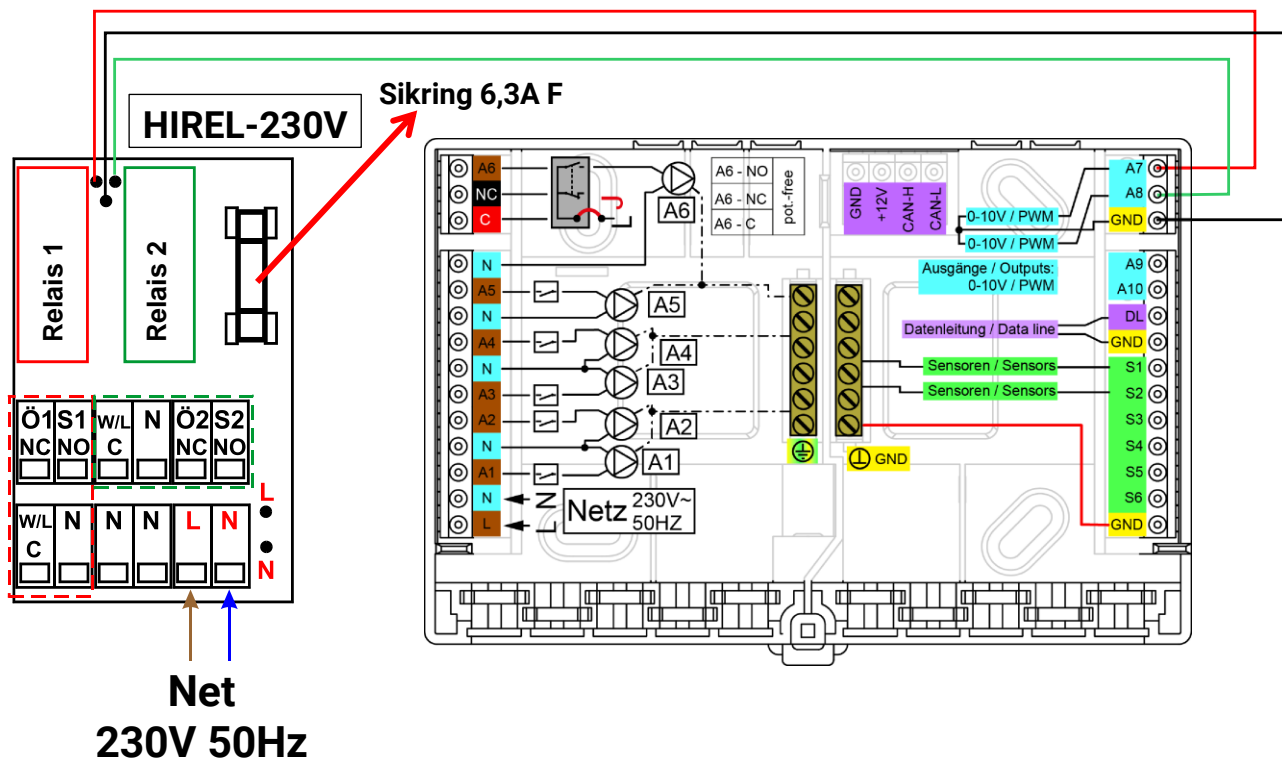 Sikring 6,3A F
HIREL-230V
Relais 1
Relais 2
Ö1 S1 W/L N Ö2 S2
NC NO C NC NO
W/L N N N L N
C
L
N
Net
230V 50Hz
A6
NC
C
N
A5
N
A4
N
A3
A2
N
A1
N
L
A6
A5
A4
A3
A2
A1
L
N
L
Netz 230V~
50HZ
A6 - NO
A6 - NC
A6 - C
pot.-free
GND
+12V
CAN-H
CAN-L
0-10V / PWM
0-10V / PWM
Ausgänge / Outputs:
0-10V / PWM
Datenleitung / Data line
Sensoren / Sensors
Sensoren / Sensors
GND
A7
A8
GND
A9
A10
DL
GND
S1
S2
S3
S4
S5
S6
GND